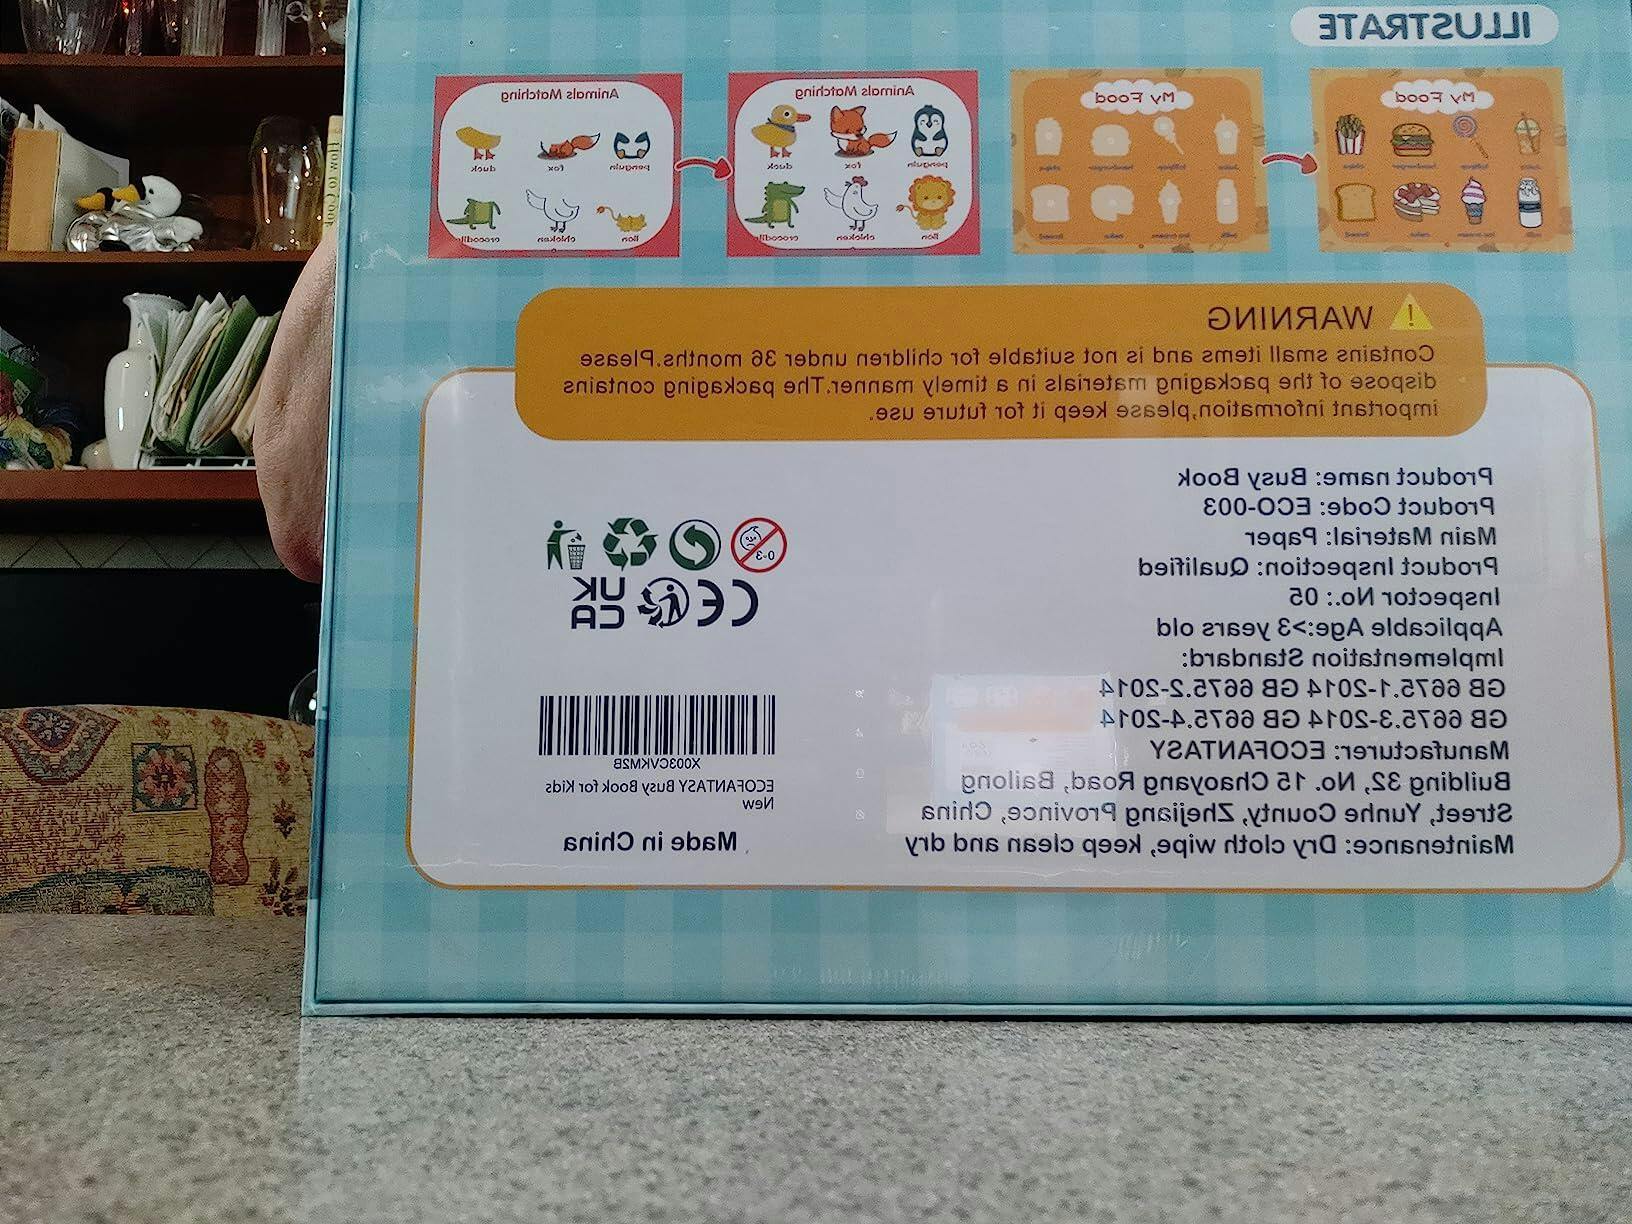 ILLUSTRATE
My Food
My Food
Animals Matching
Animals Matching
penguin fox duck
lion chicken crocodile
penguin fox duck
lion chicken
How to Cook
WARNING
Contains small items and is not suitable for children under 36 months.Please
dispose of the packaging materials in a timely manner.The packaging contains
important information,please keep it for future use.
Product name: Busy Book
Product Code: ECO-003
Main Material: Paper
Product Inspection: Qualified
Inspector No.: 05
Applicable Age:>3 years old
Implementation Standard:
GB 6675.1-2014 GB 6675.2-2014
GB 6675.3-2014 GB 6675.4-2014
Manufacturer: ECOFANTASY
Building 32, No. 15 Chaoyang Road, Bailong
Street, Yunhe County, Zhejiang Province, China
Maintenance: Dry cloth wipe, keep clean and dry
0-3
CE
UK
CA
X003CVKM2B
ECOFANTASY Busy Book for Kids
New
Made in China